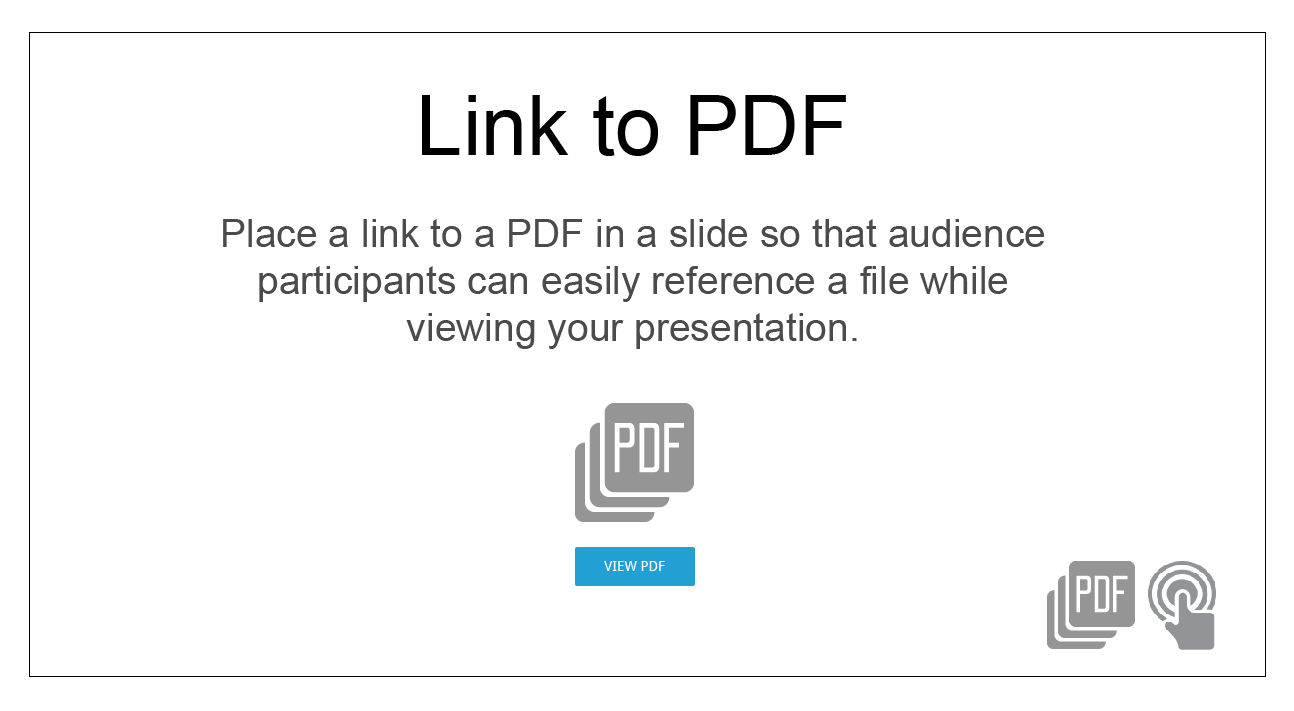 Link to PDF
Place a link to a PDF in a slide so that audience
participants can easily reference a file while
viewing your presentation.
PDF
VIEW PDF
PDF